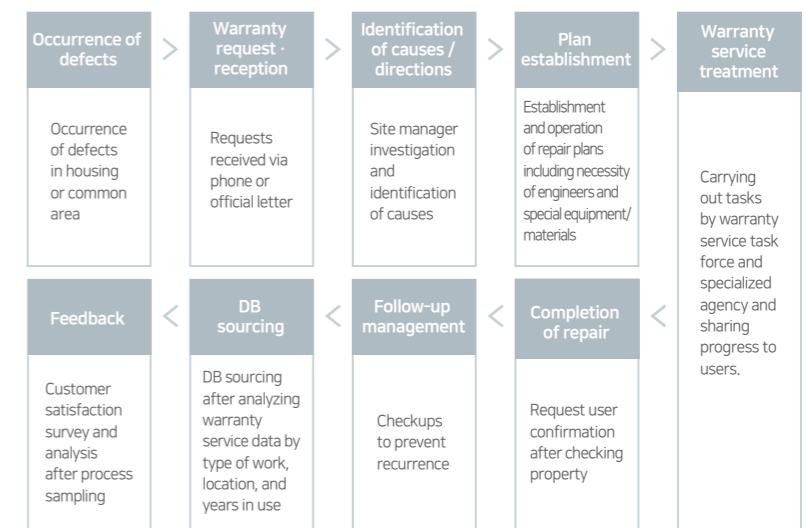 Occurrence of
defects
Occurrence
of defects
in housing
or common
area
Warranty
request ·
reception
Requests
received via
phone or
official letter
Identification
of causes /
directions
Site manager
investigation
and
identification
of causes
Plan
establishment
Establishment
and operation
of repair plans
including necessity
of engineers and
special equipment/
materials
Warranty
service
treatment
Carrying
out tasks
by warranty
service task
force and
specialized
agency and
sharing
progress to
users.
Completion
of repair
Request user
confirmation
after checking
property
Follow-up
management
Checkups
to prevent
recurrence
DB
sourcing
DB sourcing
after analyzing
warranty
service data by
type of work,
location, and
years in use
Feedback
Customer
satisfaction
survey and
analysis
after process
sampling